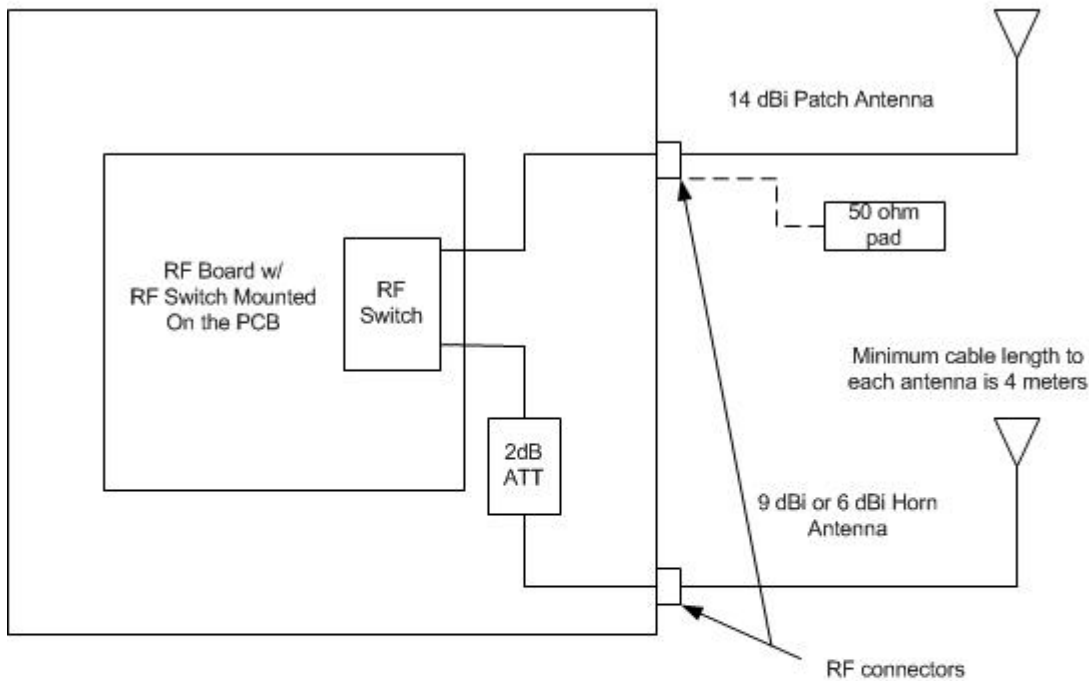 14 dBi Patch Antenna
50 ohm
pad
RF Board w/
RF Switch Mounted
On the PCB
RF
Switch
Minimum cable length to
each antenna is 4 meters
2dB
ATT
9 dBi or 6 dBi Horn
Antenna
RF connectors